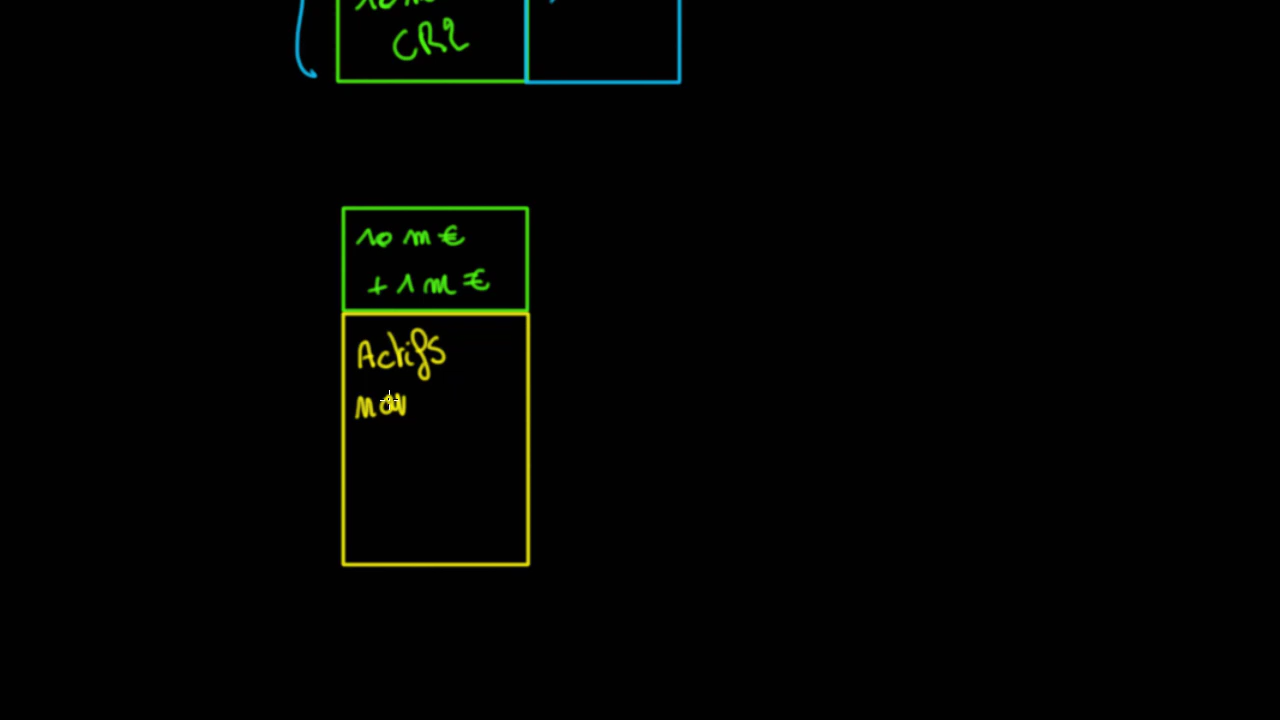 CR2
10 m €
+ 1 m €
Actifs